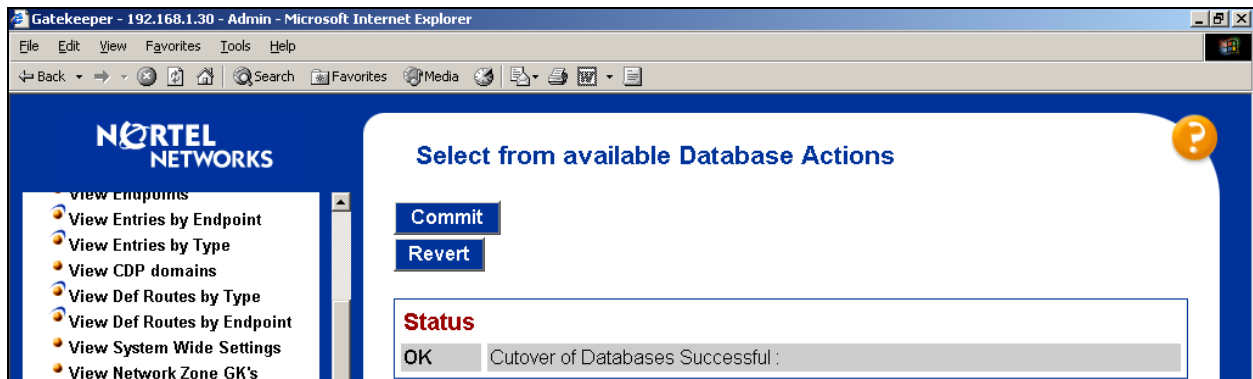 Gatekeeper - 192.168.1.30 - Admin - Microsoft Internet Explorer
File Edit View Favorites Tools Help
Back Search Favorites Media
NORTEL
NETWORKS
View Endpoints
View Entries by Endpoint
View Entries by Type
View CDP domains
View Def Routes by Type
View Def Routes by Endpoint
View System Wide Settings
View Network Zone GK's
?
Select from available Database Actions
Commit
Revert
Status
OK Cutover of Databases Successful :